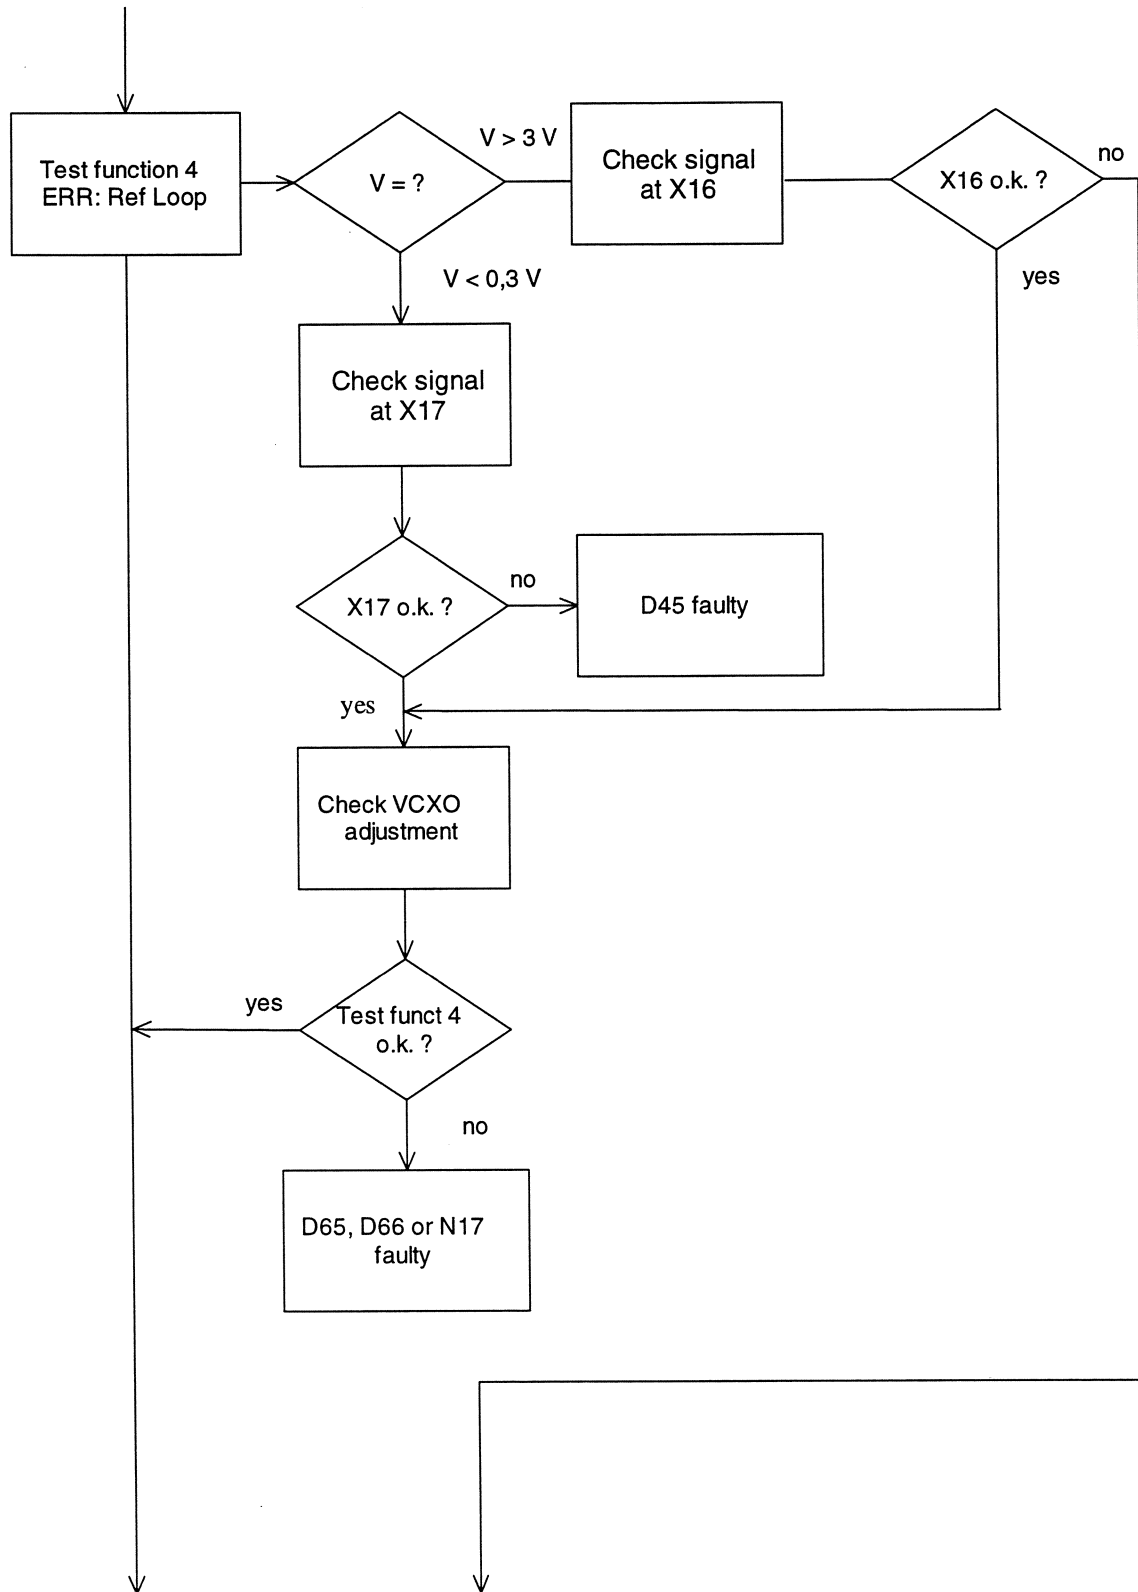 Test function 4
ERR: Ref Loop
V = ?
V > 3 V
Check signal
at X16
X16 o.k. ?
no
yes
V < 0,3 V
Check signal
at X17
X17 o.k. ?
no
D45 faulty
yes
Check VCXO
adjustment
Test funct 4
o.k. ?
yes
no
D65, D66 or N17
faulty